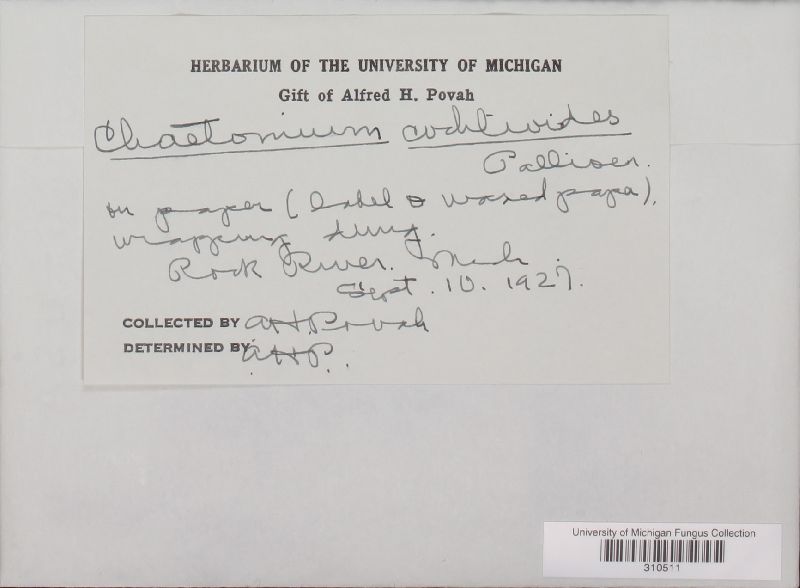 HERBARIUM OF THE UNIVERSITY OF MICHIGAN
Gift of Alfred H. Povah
Chaetomium cochliodes
Palliser.
on paper (label & waxed paper),
wrapping dung.
Rock River. Mich.
Sept. 10. 1927.
COLLECTED BY A.H. Povah
DETERMINED BY A.H.P.
University of Michigan Fungus Collection
310511